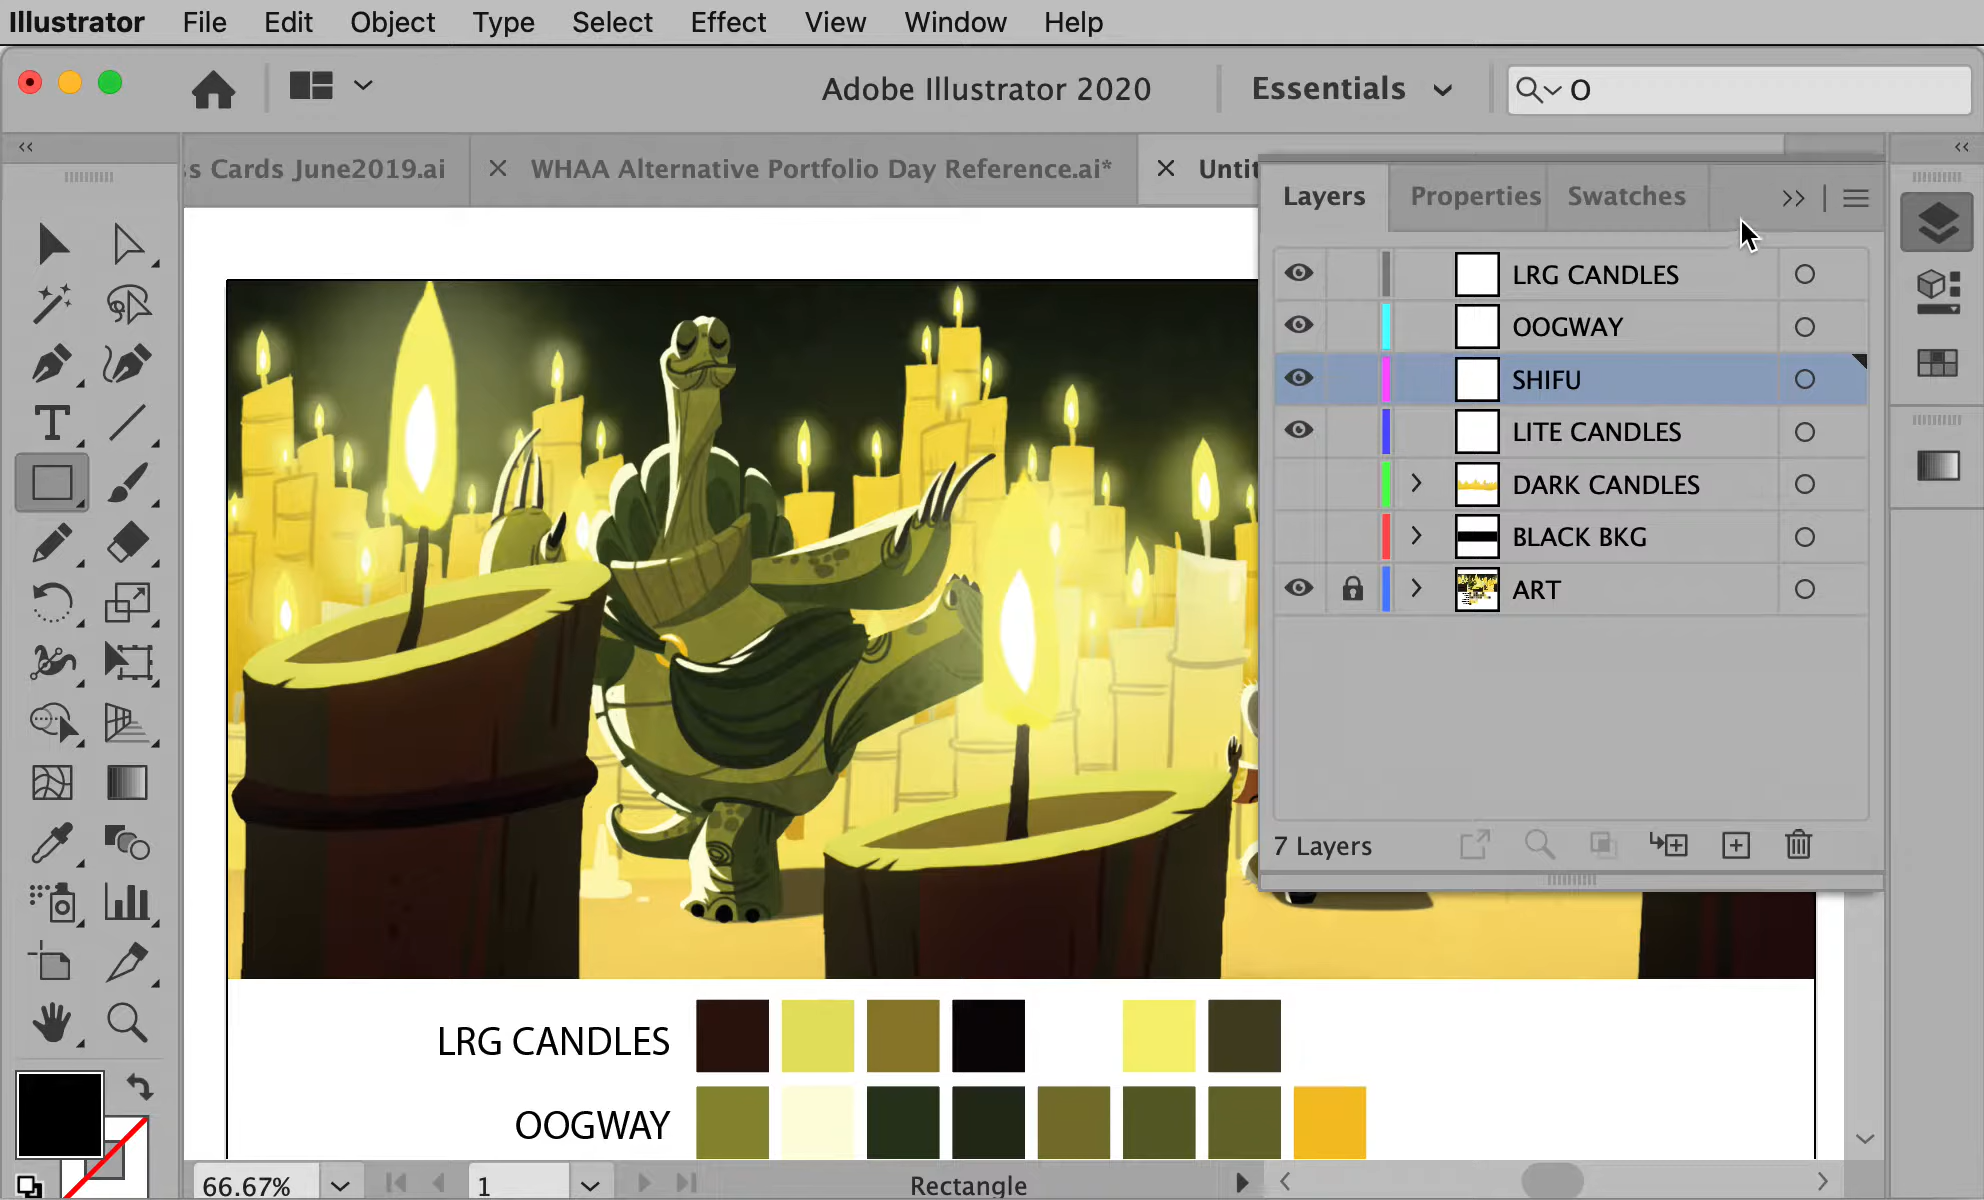 Illustrator File Edit Object Type Select Effect View Window Help
Adobe Illustrator 2020 Essentials O
s Cards June2019.ai × WHAA Alternative Portfolio Day Reference.ai* × Untit
Layers Properties Swatches
LRG CANDLES
OOGWAY
SHIFU
LITE CANDLES
DARK CANDLES
BLACK BKG
ART
7 Layers
LRG CANDLES
OOGWAY
66.67% 1 Rectangle